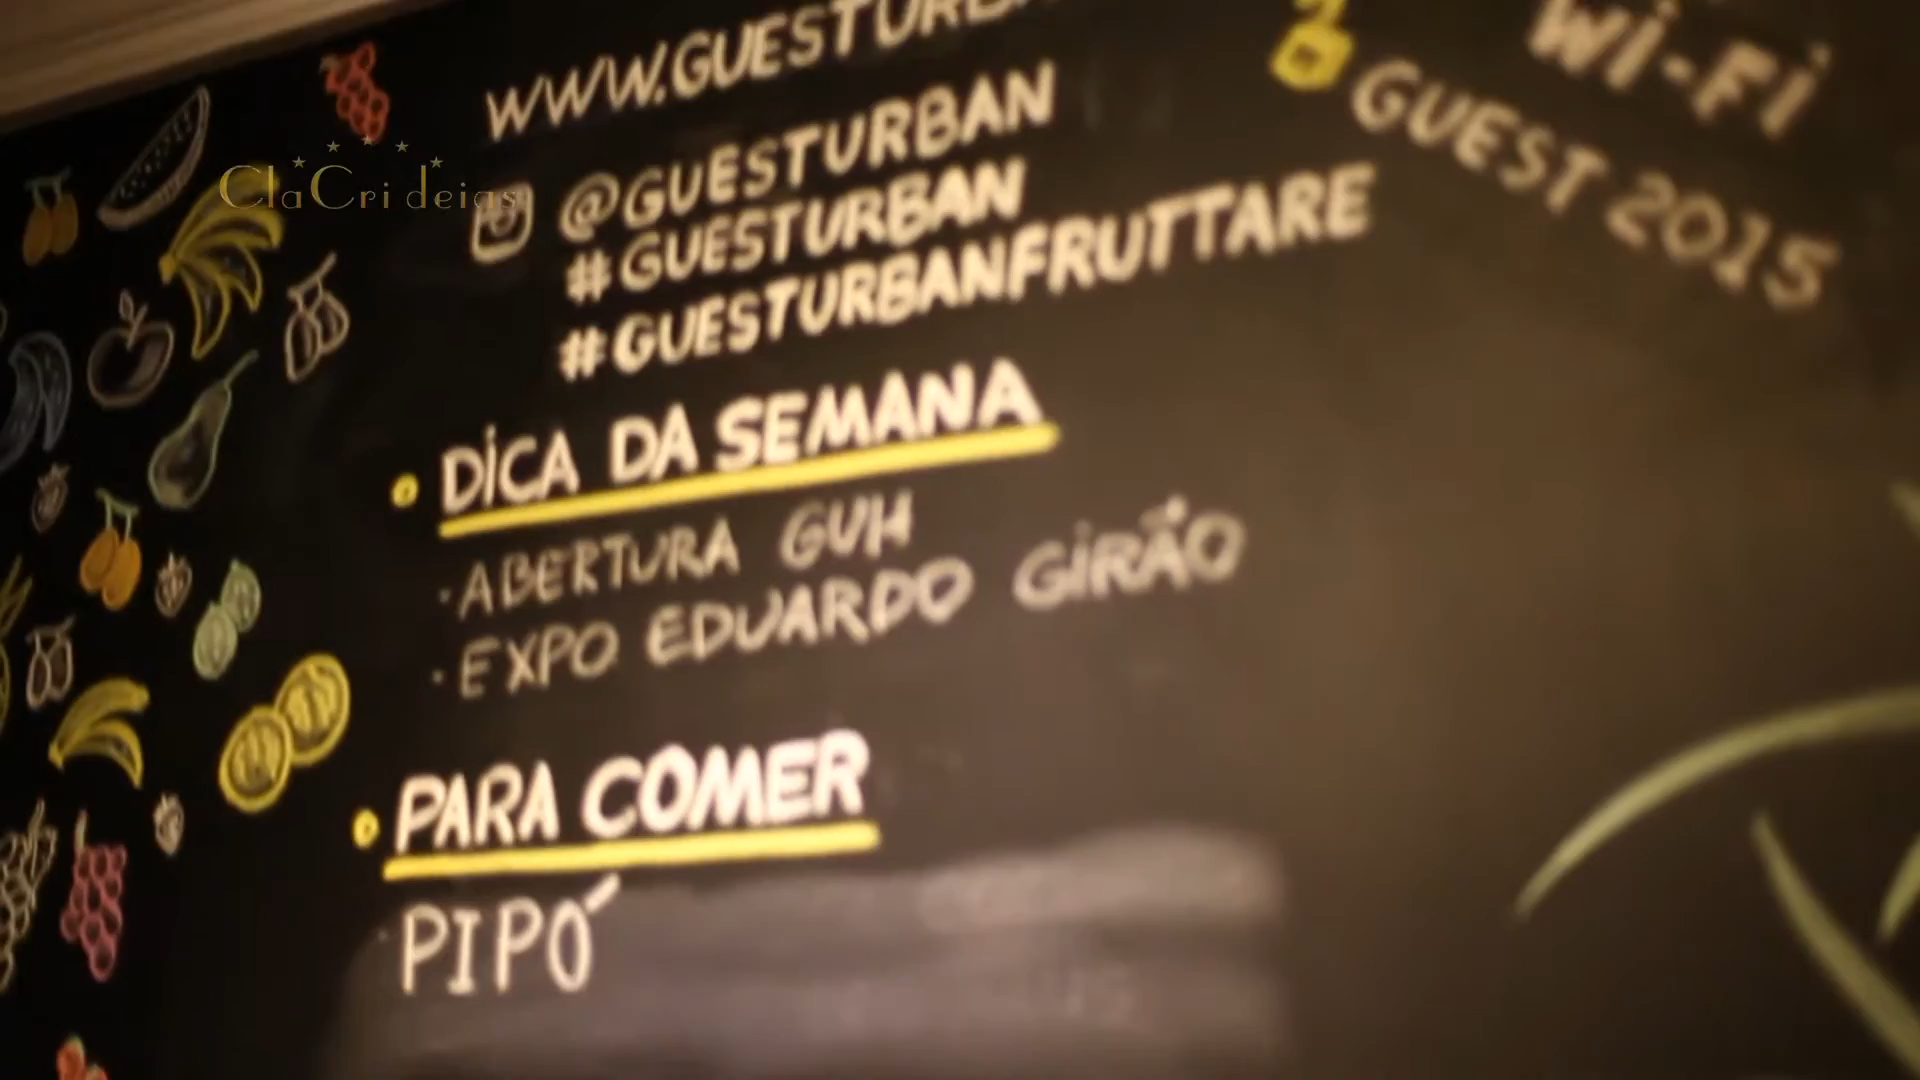 WWW.GUESTURBA
@GUESTURBAN
#GUESTURBAN
#GUESTURBANFRUTTARE
Wi-Fi
GUEST 2015
ClaCri deias
DiCA DA SEMANA
·ABERTURA GUH
·EXPO EDUARDO GiRÃO
PARA COMER
PIPÓ